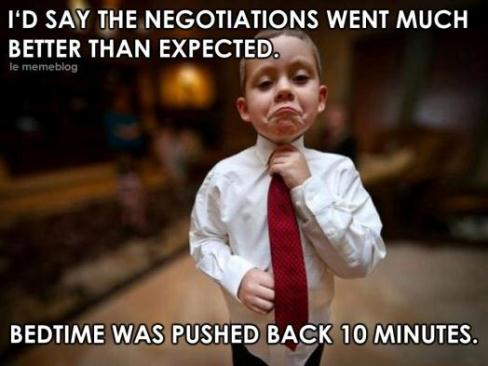 I'D SAY THE NEGOTIATIONS WENT MUCH
BETTER THAN EXPECTED.
le memeblog
BEDTIME WAS PUSHED BACK 10 MINUTES.